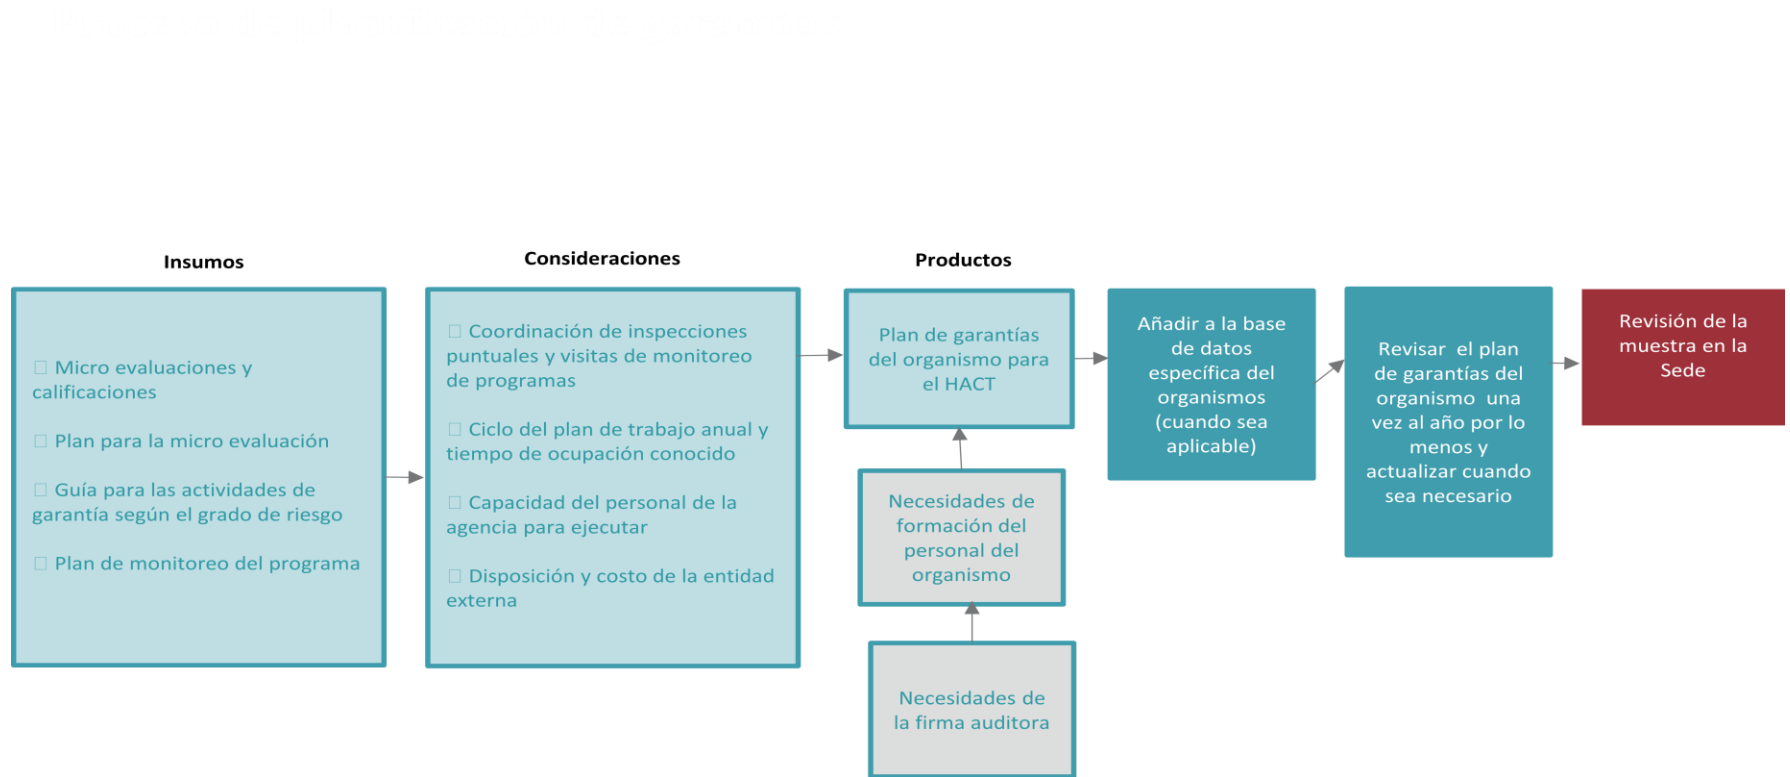 Insumos
Consideraciones
Productos
□ Micro evaluaciones y
calificaciones
□ Plan para la micro evaluación
□ Guía para las actividades de
garantía según el grado de riesgo
□ Plan de monitoreo del programa
□ Coordinación de inspecciones
puntuales y visitas de monitoreo
de programas
□ Ciclo del plan de trabajo anual y
tiempo de ocupación conocido
□ Capacidad del personal de la
agencia para ejecutar
□ Disposición y costo de la entidad
externa
Plan de garantías
del organismo para
el HACT
Necesidades de
formación del
personal del
organismo
Necesidades de
la firma auditora
Añadir a la base
de datos
específica del
organismos
(cuando sea
aplicable)
Revisar el plan
de garantías del
organismo una
vez al año por lo
menos y
actualizar cuando
sea necesario
Revisión de la
muestra en la
Sede